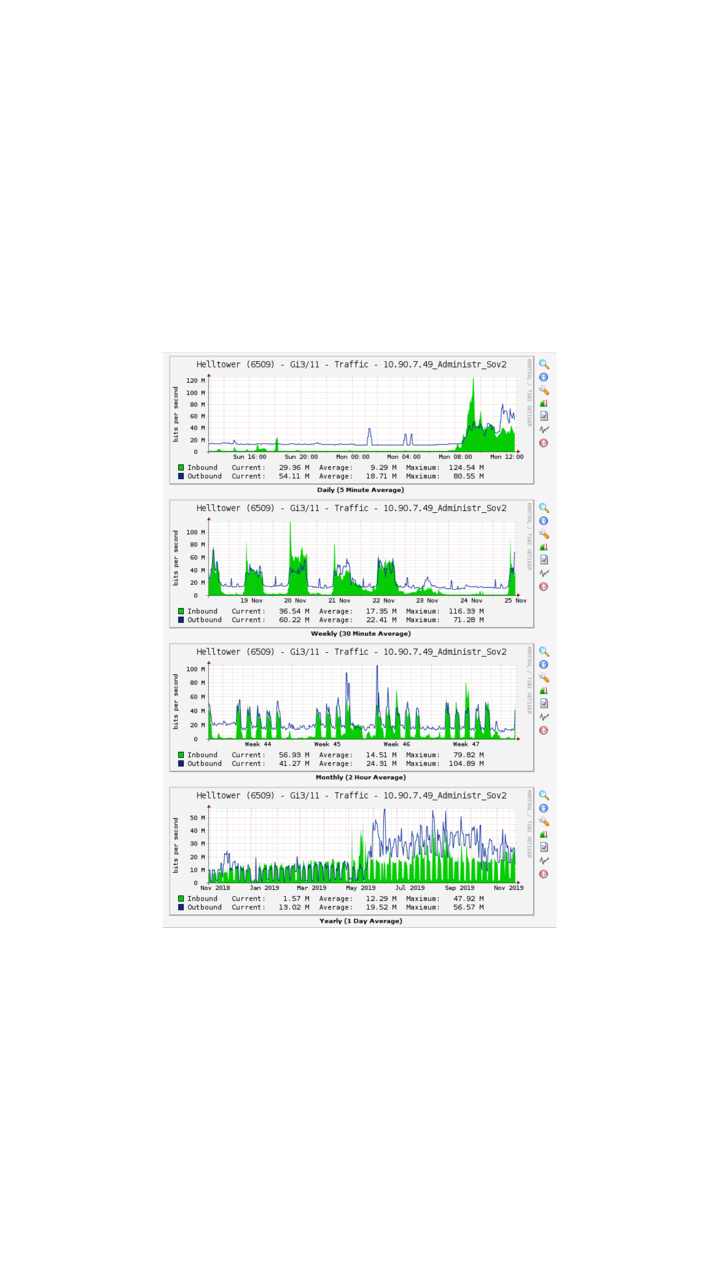 Helltower (6509) - Gi3/11 - Traffic - 10.90.7.49_Administr_Sov2
bits per second
120 M
100 M
80 M
60 M
40 M
20 M
0
Sun 16:00 Sun 20:00 Mon 00:00 Mon 04:00 Mon 08:00 Mon 12:00
Inbound Current: 29.36 M Average: 9.29 M Maximum: 124.54 M
Outbound Current: 54.11 M Average: 18.71 M Maximum: 80.55 M
Daily (5 Minute Average)
Helltower (6509) - Gi3/11 - Traffic - 10.90.7.49_Administr_Sov2
bits per second
100 M
80 M
60 M
40 M
20 M
0
19 Nov 20 Nov 21 Nov 22 Nov 23 Nov 24 Nov 25 Nov
Inbound Current: 36.54 M Average: 17.35 M Maximum: 116.33 M
Outbound Current: 60.22 M Average: 22.41 M Maximum: 71.28 M
Weekly (30 Minute Average)
Helltower (6509) - Gi3/11 - Traffic - 10.90.7.49_Administr_Sov2
bits per second
100 M
80 M
60 M
40 M
20 M
0
Week 44 Week 45 Week 46 Week 47
Inbound Current: 56.93 M Average: 14.51 M Maximum: 79.82 M
Outbound Current: 41.27 M Average: 24.31 M Maximum: 104.89 M
Monthly (2 Hour Average)
Helltower (6509) - Gi3/11 - Traffic - 10.90.7.49_Administr_Sov2
bits per second
50 M
40 M
30 M
20 M
10 M
0
Nov 2018 Jan 2019 Mar 2019 May 2019 Jul 2019 Sep 2019 Nov 2019
Inbound Current: 1.57 M Average: 12.29 M Maximum: 47.92 M
Outbound Current: 13.02 M Average: 19.52 M Maximum: 56.57 M
Yearly (1 Day Average)